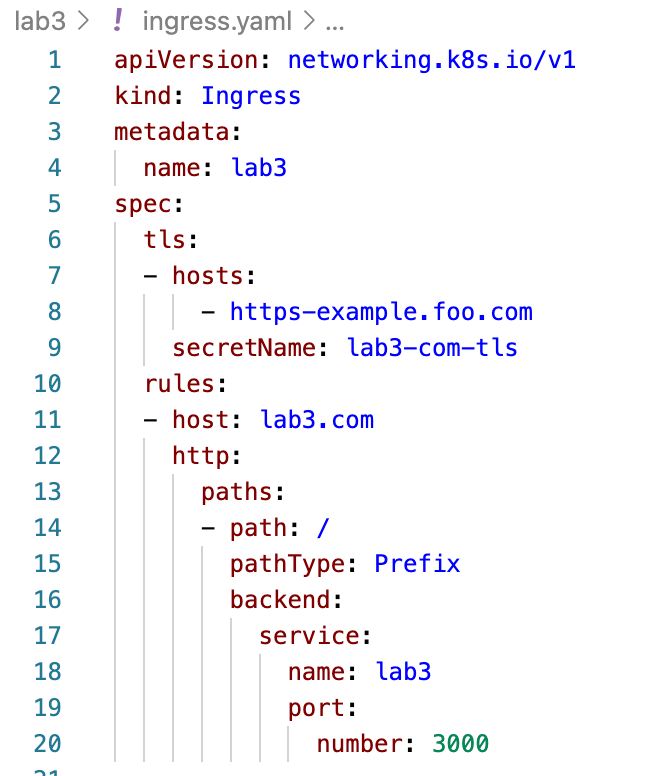 lab3 > ! ingress.yaml > ...
1 apiVersion: networking.k8s.io/v1
2 kind: Ingress
3 metadata:
4   name: lab3
5 spec:
6   tls:
7   - hosts:
8       - https-example.foo.com
9     secretName: lab3-com-tls
10   rules:
11   - host: lab3.com
12     http:
13       paths:
14       - path: /
15         pathType: Prefix
16         backend:
17           service:
18             name: lab3
19             port:
20               number: 3000